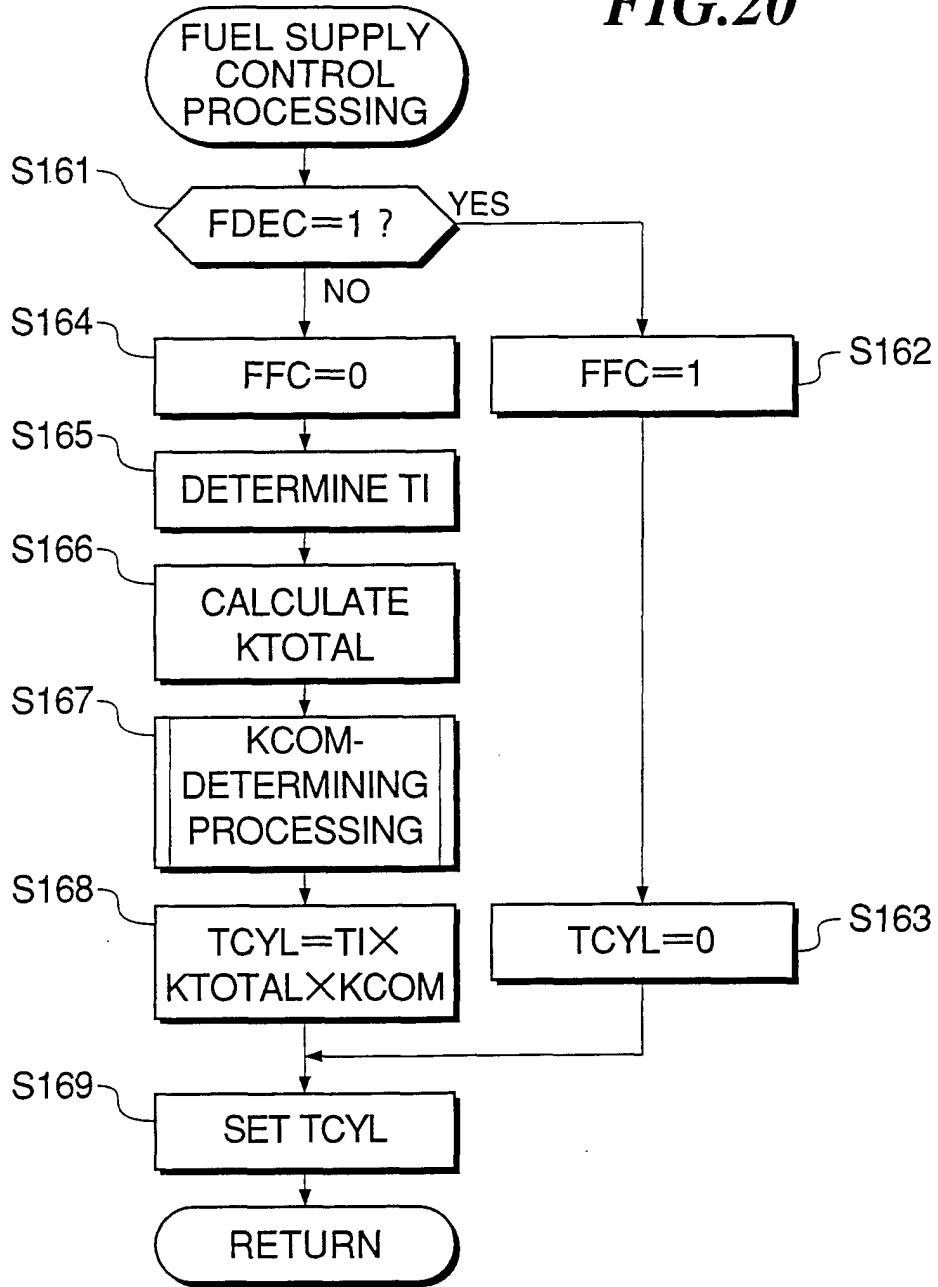 FIG.20
FUEL SUPPLY
CONTROL
PROCESSING
S161
FDEC=1 ?
YES
NO
S164
FFC=0
FFC=1
S162
S165
DETERMINE TI
S166
CALCULATE
KTOTAL
S167
KCOM-
DETERMINING
PROCESSING
S168
TCYL=TI×
KTOTAL×KCOM
TCYL=0
S163
S169
SET TCYL
RETURN